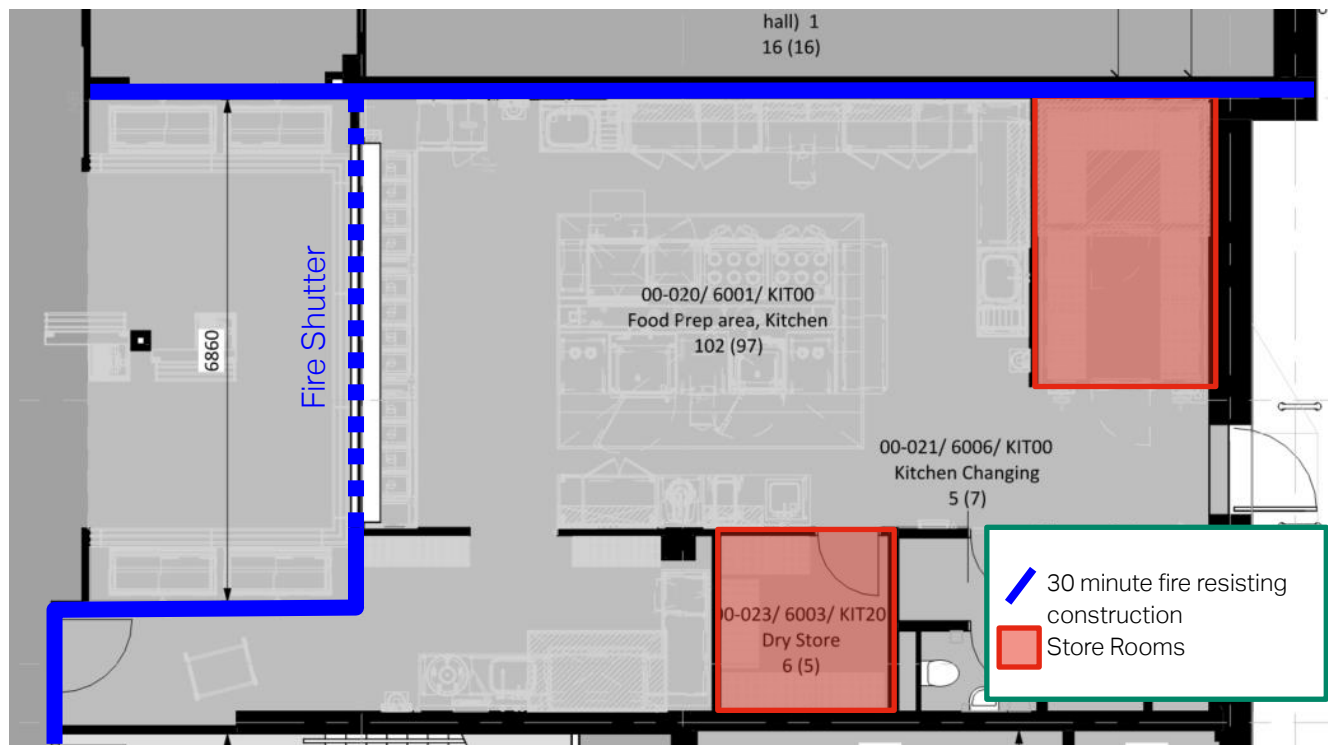 hall) 1
16 (16)
Fire Shutter
6860
00-020/ 6001/ KIT00
Food Prep area, Kitchen
102 (97)
00-021/ 6006/ KIT00
Kitchen Changing
5 (7)
00-023/ 6003/ KIT20
Dry Store
6 (5)
30 minute fire resisting
construction
Store Rooms